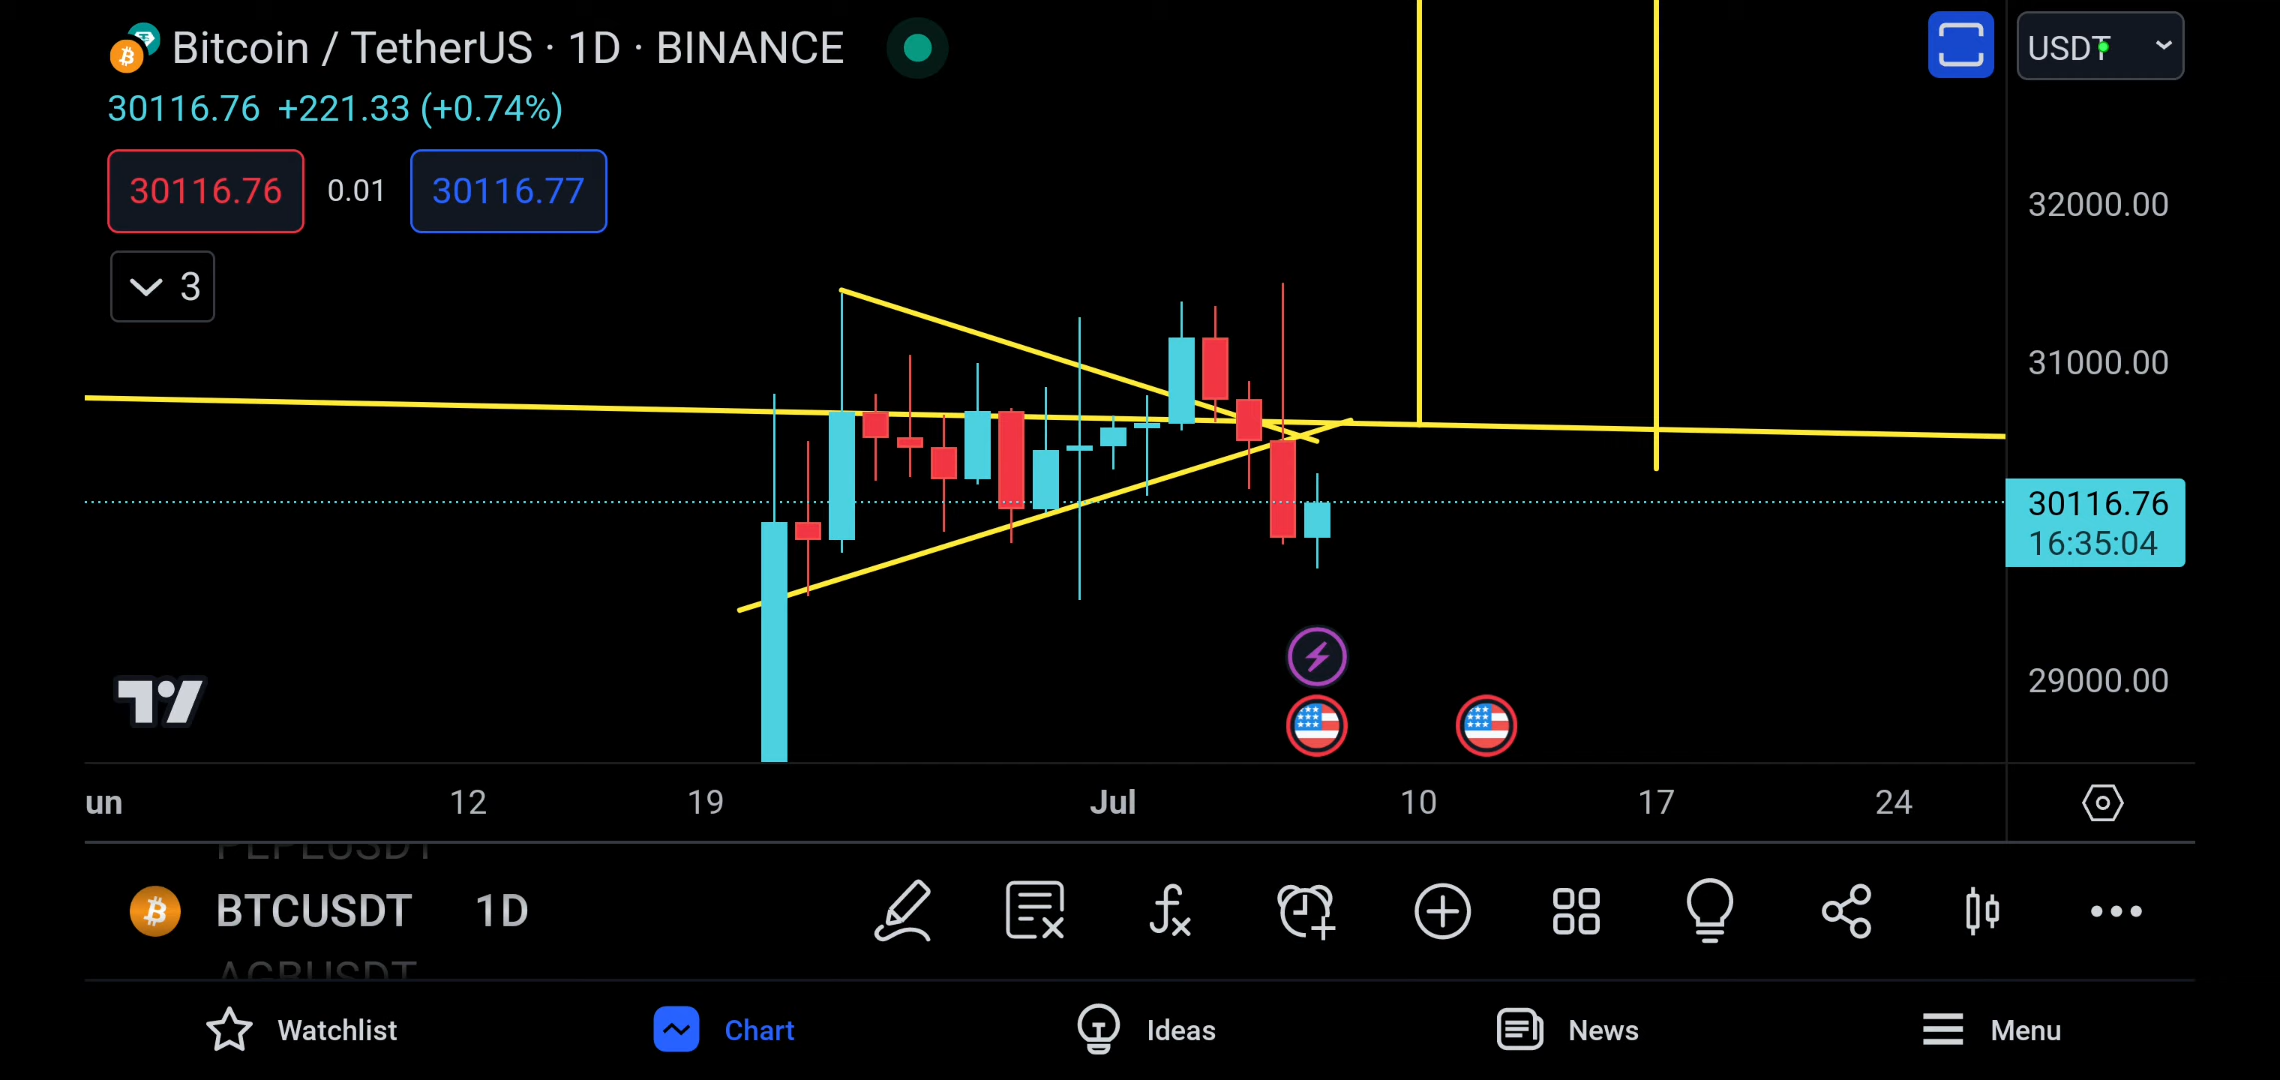 Bitcoin / TetherUS · 1D · BINANCE
USDT
30116.76 +221.33 (+0.74%)
30116.76 0.01 30116.77
32000.00
3
31000.00
30116.76
16:35:04
29000.00
un 12 19 Jul 10 17 24
BTCUSDT 1D
Watchlist Chart Ideas News Menu